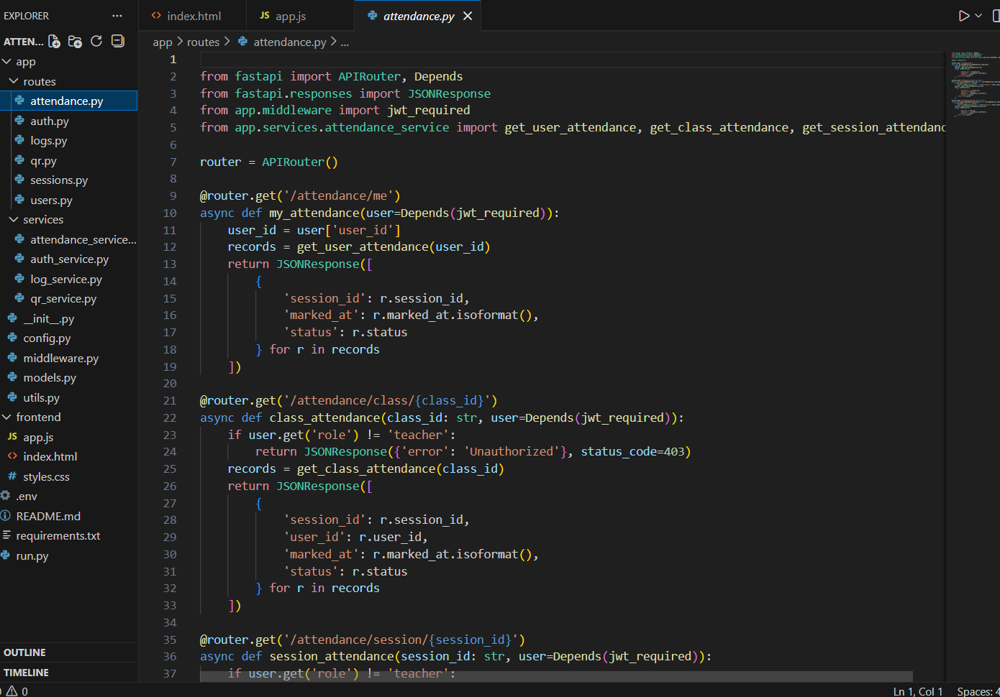 EXPLORER
ATTEN...
app
routes
attendance.py
auth.py
logs.py
qr.py
sessions.py
users.py
services
attendance_service...
auth_service.py
log_service.py
qr_service.py
__init__.py
config.py
middleware.py
models.py
utils.py
frontend
JS app.js
<> index.html
# styles.css
.env
README.md
requirements.txt
run.py
OUTLINE
TIMELINE
<> index.html
JS app.js
attendance.py
app > routes > attendance.py > ...
1
2 from fastapi import APIRouter, Depends
3 from fastapi.responses import JSONResponse
4 from app.middleware import jwt_required
5 from app.services.attendance_service import get_user_attendance, get_class_attendance, get_session_attendanc
6
7 router = APIRouter()
8
9 @router.get('/attendance/me')
10 async def my_attendance(user=Depends(jwt_required)):
11     user_id = user['user_id']
12     records = get_user_attendance(user_id)
13     return JSONResponse([
14         {
15             'session_id': r.session_id,
16             'marked_at': r.marked_at.isoformat(),
17             'status': r.status
18         } for r in records
19     ])
20
21 @router.get('/attendance/class/{class_id}')
22 async def class_attendance(class_id: str, user=Depends(jwt_required)):
23     if user.get('role') != 'teacher':
24         return JSONResponse({'error': 'Unauthorized'}, status_code=403)
25     records = get_class_attendance(class_id)
26     return JSONResponse([
27         {
28             'session_id': r.session_id,
29             'user_id': r.user_id,
30             'marked_at': r.marked_at.isoformat(),
31             'status': r.status
32         } for r in records
33     ])
34
35 @router.get('/attendance/session/{session_id}')
36 async def session_attendance(session_id: str, user=Depends(jwt_required)):
37     if user.get('role') != 'teacher':
0
Ln 1, Col 1
Spaces: 4